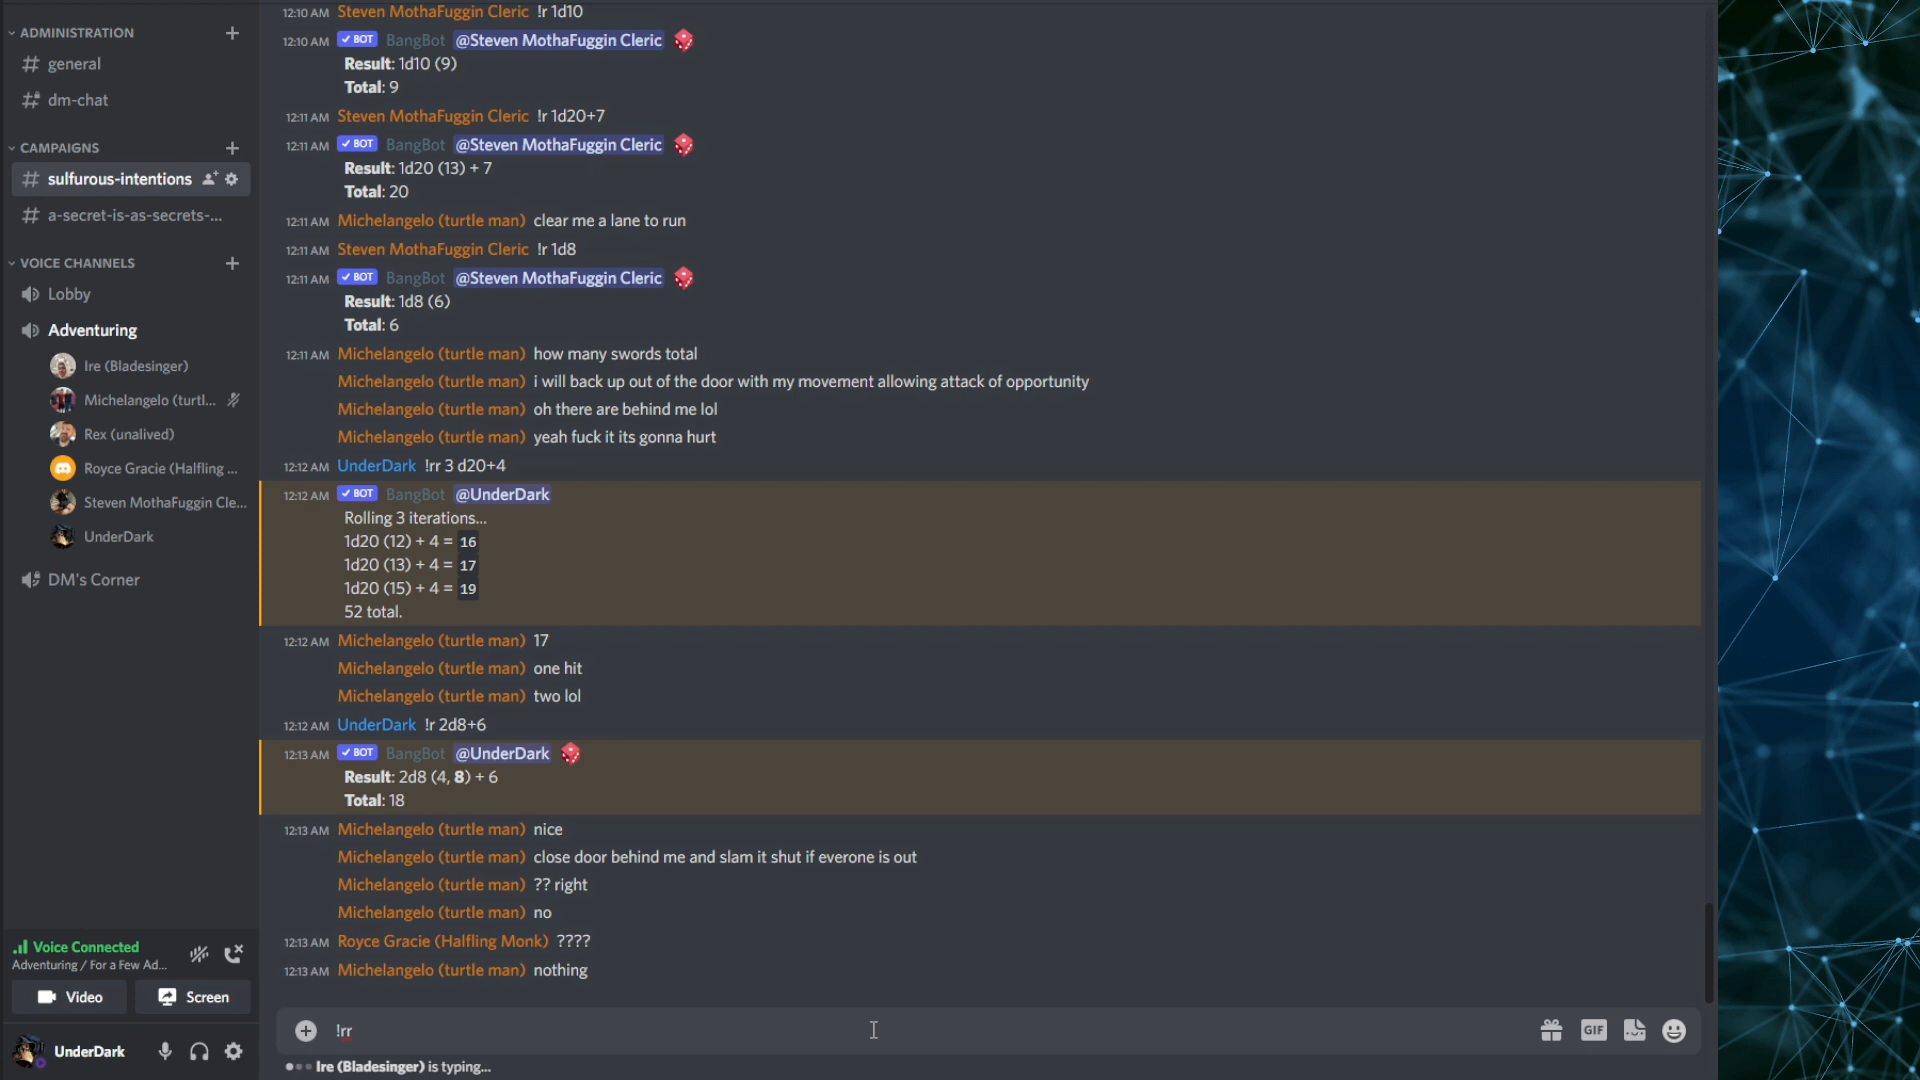 ADMINISTRATION
general
dm-chat
CAMPAIGNS
sulfurous-intentions
a-secret-is-as-secrets-...
VOICE CHANNELS
Lobby
Adventuring
Ire (Bladesinger)
Michelangelo (turtl...
Rex (unalived)
Royce Gracie (Halfling ...
Steven MothaFuggin Cle...
UnderDark
DM's Corner
Voice Connected
Adventuring / For a Few Ad...
Video Screen
UnderDark
12:10 AM Steven MothaFuggin Cleric !r 1d10
12:10 AM ✓ BOT BangBot @Steven MothaFuggin Cleric
Result: 1d10 (9)
Total: 9
12:11 AM Steven MothaFuggin Cleric !r 1d20+7
12:11 AM ✓ BOT BangBot @Steven MothaFuggin Cleric
Result: 1d20 (13) + 7
Total: 20
12:11 AM Michelangelo (turtle man) clear me a lane to run
12:11 AM Steven MothaFuggin Cleric !r 1d8
12:11 AM ✓ BOT BangBot @Steven MothaFuggin Cleric
Result: 1d8 (6)
Total: 6
12:11 AM Michelangelo (turtle man) how many swords total
Michelangelo (turtle man) i will back up out of the door with my movement allowing attack of opportunity
Michelangelo (turtle man) oh there are behind me lol
Michelangelo (turtle man) yeah fuck it its gonna hurt
12:12 AM UnderDark !rr 3 d20+4
12:12 AM ✓ BOT BangBot @UnderDark
Rolling 3 iterations...
1d20 (12) + 4 = 16
1d20 (13) + 4 = 17
1d20 (15) + 4 = 19
52 total.
12:12 AM Michelangelo (turtle man) 17
Michelangelo (turtle man) one hit
Michelangelo (turtle man) two lol
12:12 AM UnderDark !r 2d8+6
12:13 AM ✓ BOT BangBot @UnderDark
Result: 2d8 (4, 8) + 6
Total: 18
12:13 AM Michelangelo (turtle man) nice
Michelangelo (turtle man) close door behind me and slam it shut if everone is out
Michelangelo (turtle man) ?? right
Michelangelo (turtle man) no
12:13 AM Royce Gracie (Halfling Monk) ????
12:13 AM Michelangelo (turtle man) nothing
!rr
GIF
Ire (Bladesinger) is typing...